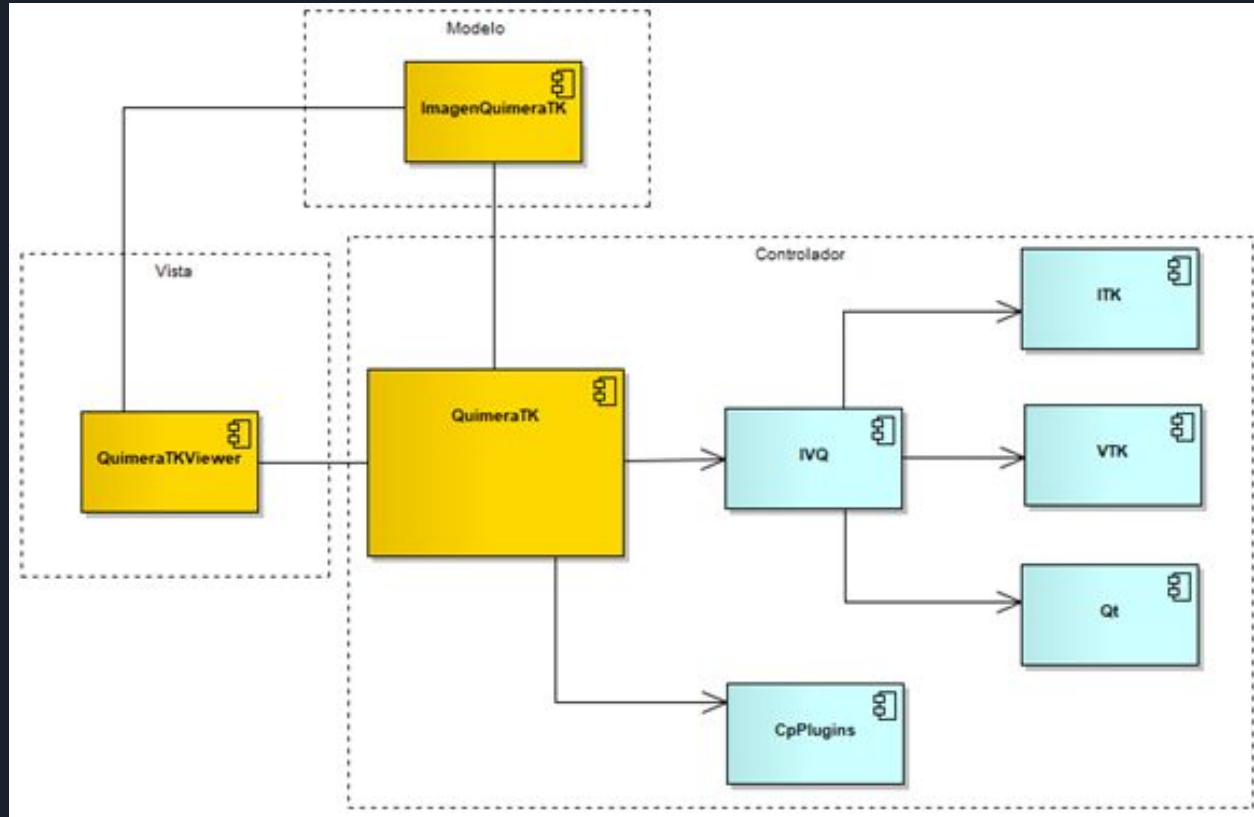 Modelo
ImagenQuimeraTK
Controlador
Vista
ITK
QuimeraTK
QuimeraTKViewer
IVQ
VTK
Qt
CpPlugins